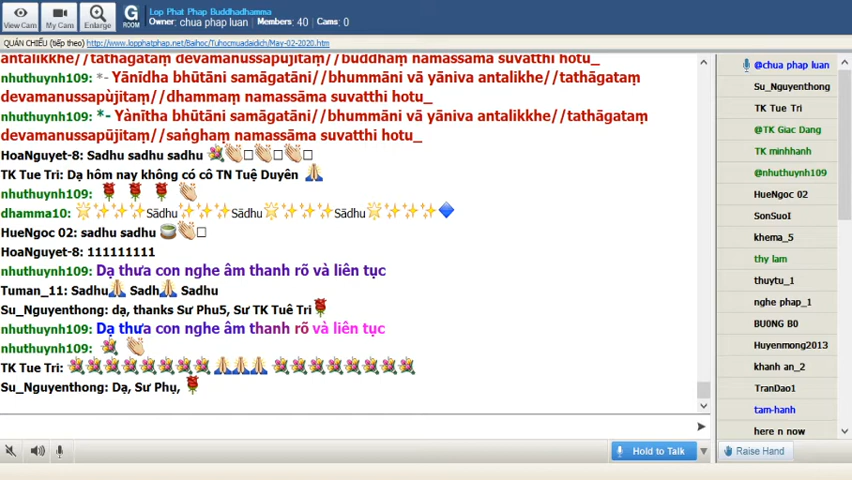 View Cam
My Cam
Enlarge
G
ROOM
Lop Phat Phap Buddhadhamma
Owner: chua phap luan Members: 40 Cams: 0
QUÁN CHIẾU (tiếp theo) http://www.lopphatphap.net/Baihoc/Tuhocmuadaidich/May-02-2020.htm
antalikkhe//tathāgataṃ devamanussapūjitaṃ//buddhaṃ namassāma suvatthi hotu_
nhuthuynh109: *- Yānīdha bhūtāni samāgatāni//bhummāni vā yāniva antalikhe//tathāgataṃ
devamanussapùjitaṃ//dhammaṃ namassāma suvatthi hotu_
nhuthuynh109: *- Yànītha bhūtāni samāgatāni//bhummāni vā yāniva antalikkhe//tathāgataṃ
devamanussapūjitaṃ//saṅghaṃ namassāma suvatthi hotu_
HoaNguyet-8: Sadhu sadhu sadhu
TK Tue Tri: Dạ hôm nay không có cô TN Tuệ Duyên
nhuthuynh109:
dhamma10: Sādhu Sādhu Sādhu
HueNgoc 02: sadhu sadhu
HoaNguyet-8: 111111111
nhuthuynh109: Dạ thưa con nghe âm thanh rõ và liên tục
Tuman_11: Sadhu Sadh Sadhu
Su_Nguyenthong: dạ, thanks Sư Phu5, Sư TK Tuê Tri
nhuthuynh109: Dạ thưa con nghe âm thanh rõ và liên tục
nhuthuynh109:
TK Tue Tri:
Su_Nguyenthong: Dạ, Sư Phụ,
Hold to Talk
@chua phap luan
Su_Nguyenthong
TK Tue Tri
@TK Giac Dang
TK minhhanh
@nhuthuynh109
HueNgoc 02
SonSuoI
khema_5
thy lam
thuytu_1
nghe phap_1
BU0NG B0
Huyenmong2013
khanh an_2
TranDao1
tam-hanh
here n now
Raise Hand